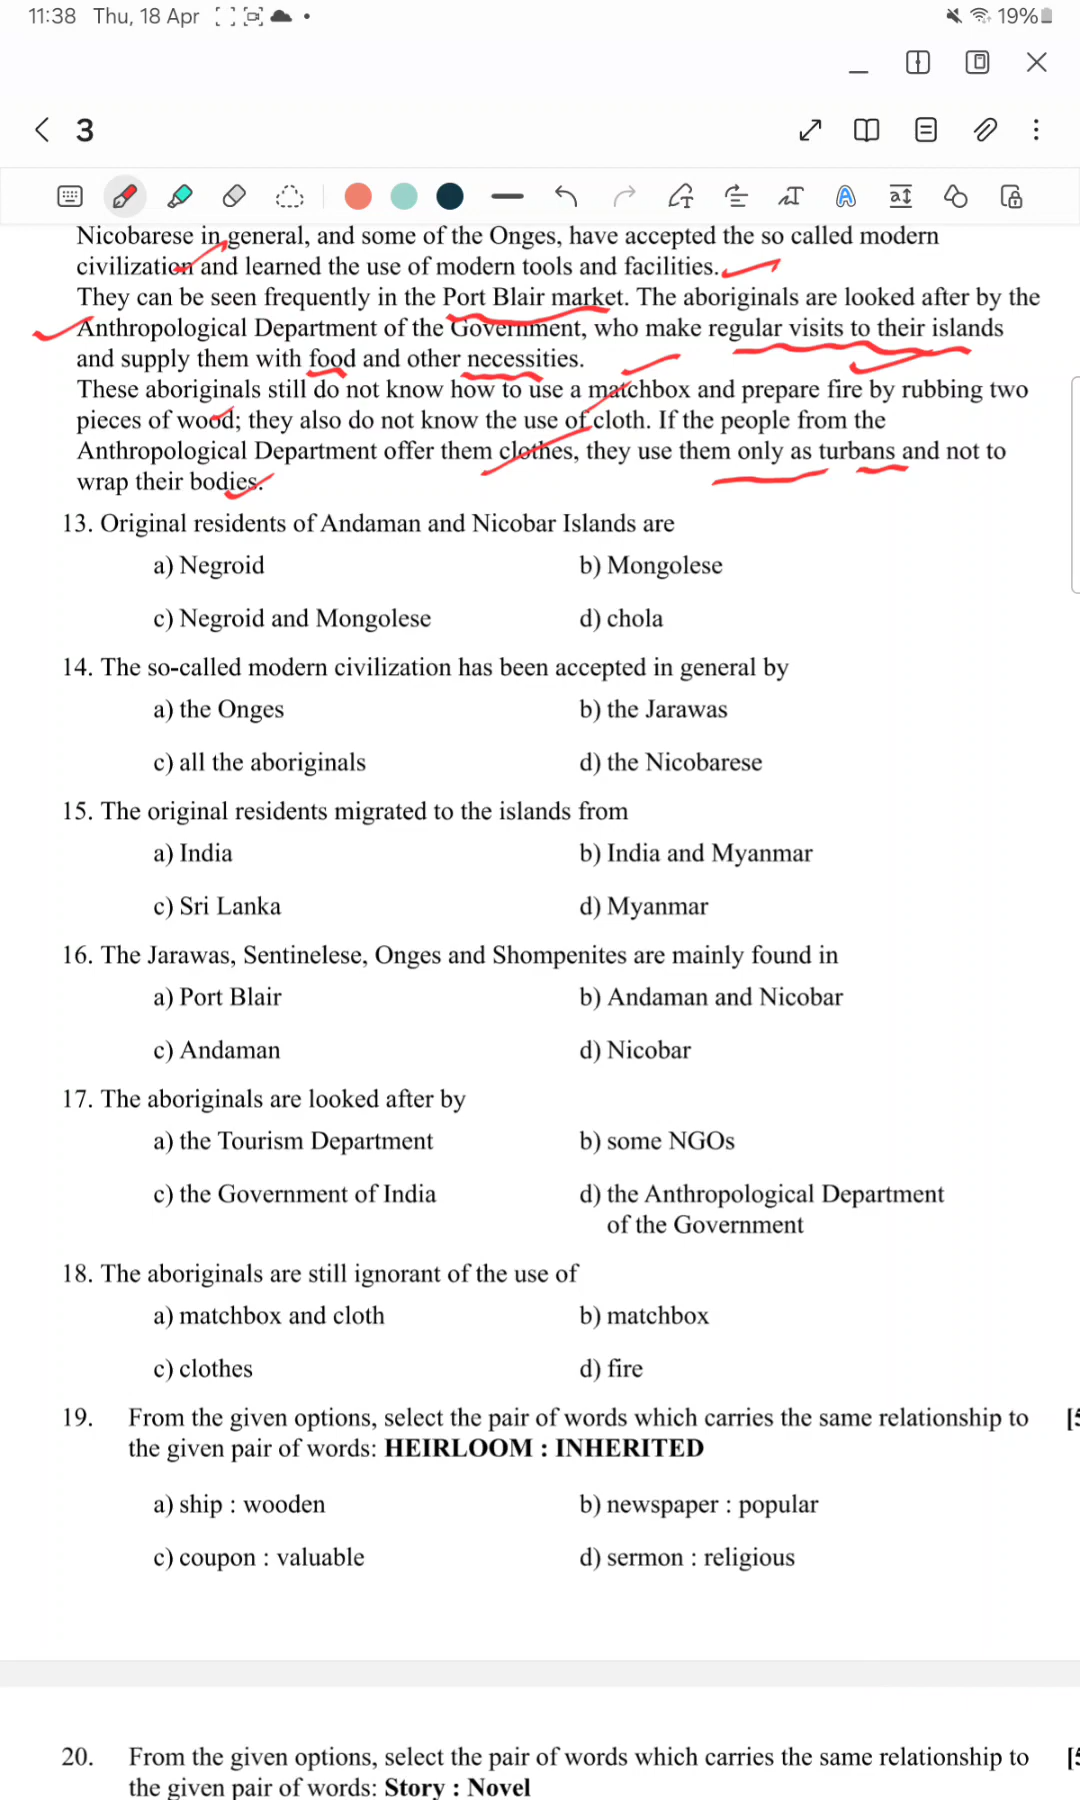 11:38 Thu, 18 Apr
19%
3
Nicobarese in general, and some of the Onges, have accepted the so called modern
civilization and learned the use of modern tools and facilities.
They can be seen frequently in the Port Blair market. The aboriginals are looked after by the
Anthropological Department of the Government, who make regular visits to their islands
and supply them with food and other necessities.
These aboriginals still do not know how to use a matchbox and prepare fire by rubbing two
pieces of wood; they also do not know the use of cloth. If the people from the
Anthropological Department offer them clothes, they use them only as turbans and not to
wrap their bodies.
13. Original residents of Andaman and Nicobar Islands are
a) Negroid b) Mongolese
c) Negroid and Mongolese d) chola
14. The so-called modern civilization has been accepted in general by
a) the Onges b) the Jarawas
c) all the aboriginals d) the Nicobarese
15. The original residents migrated to the islands from
a) India b) India and Myanmar
c) Sri Lanka d) Myanmar
16. The Jarawas, Sentinelese, Onges and Shompenites are mainly found in
a) Port Blair b) Andaman and Nicobar
c) Andaman d) Nicobar
17. The aboriginals are looked after by
a) the Tourism Department b) some NGOs
c) the Government of India d) the Anthropological Department
of the Government
18. The aboriginals are still ignorant of the use of
a) matchbox and cloth b) matchbox
c) clothes d) fire
19. From the given options, select the pair of words which carries the same relationship to
the given pair of words: HEIRLOOM : INHERITED
a) ship : wooden b) newspaper : popular
c) coupon : valuable d) sermon : religious
20. From the given options, select the pair of words which carries the same relationship to
the given pair of words: Story : Novel